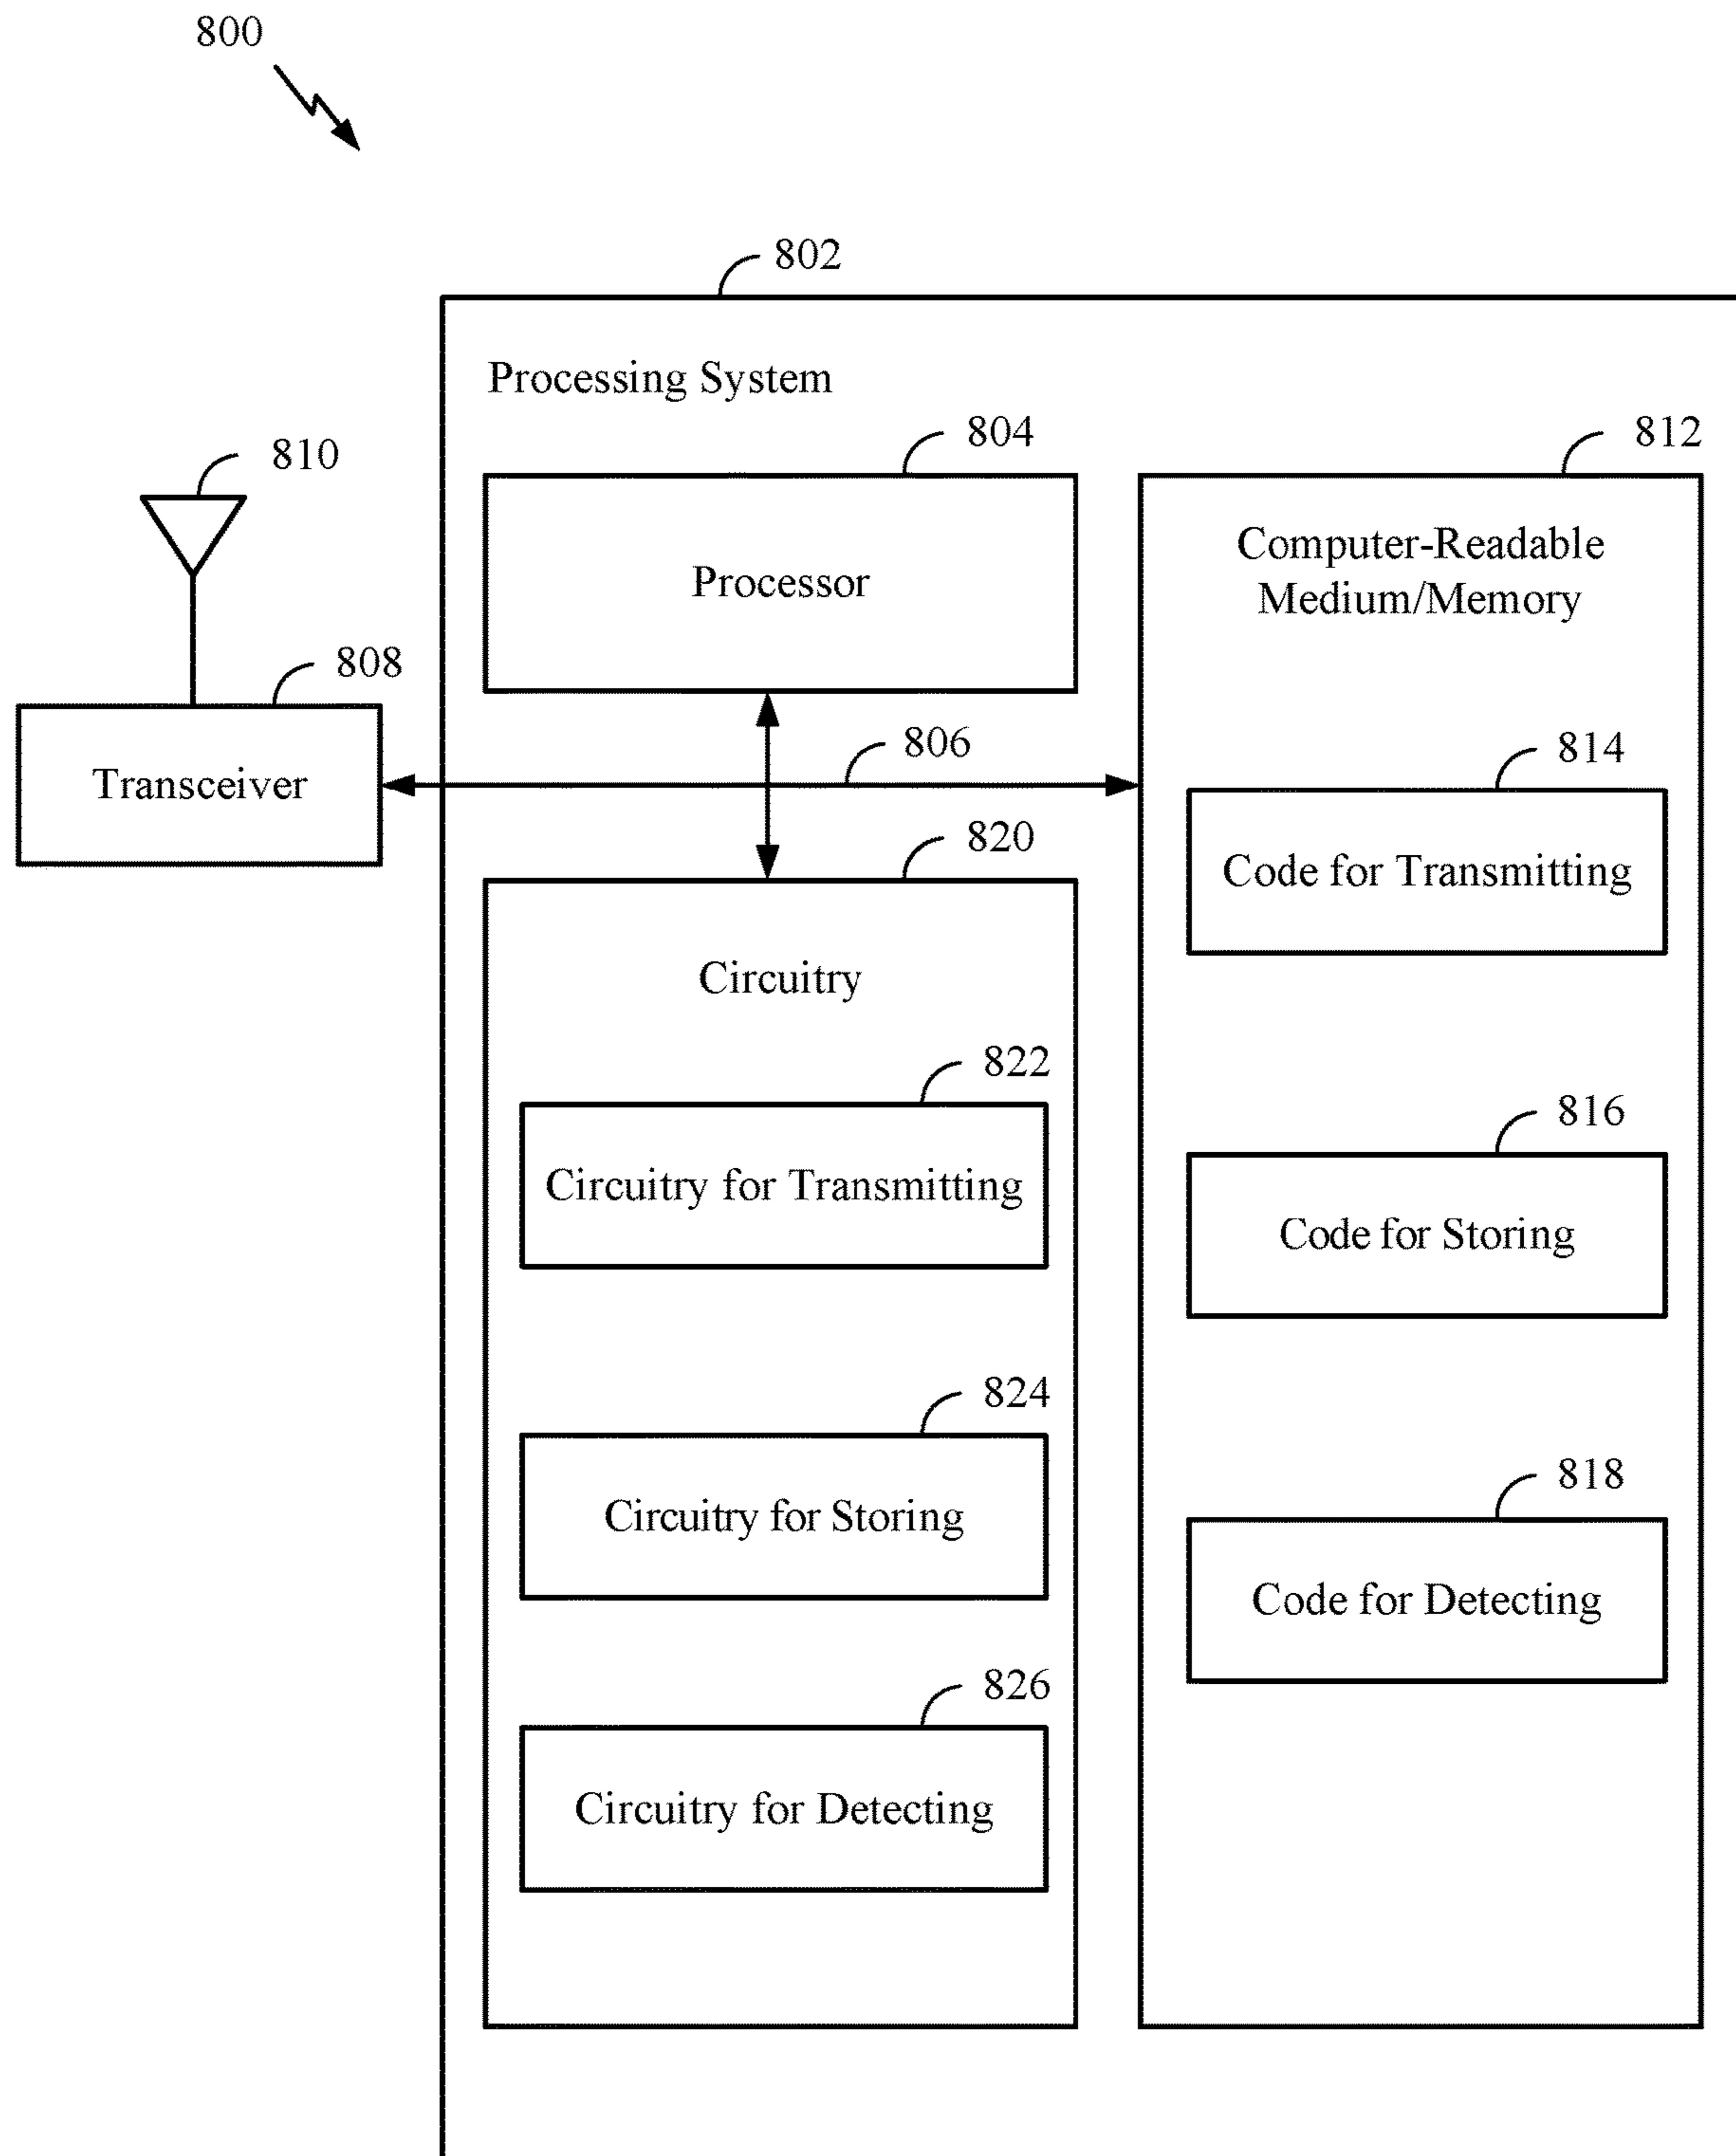 800
802
Processing System
804
812
810
Processor
Computer-Readable
Medium/Memory
808
Transceiver
806
814
Code for Transmitting
820
Circuitry
822
Circuitry for Transmitting
816
Code for Storing
824
Circuitry for Storing
818
Code for Detecting
826
Circuitry for Detecting